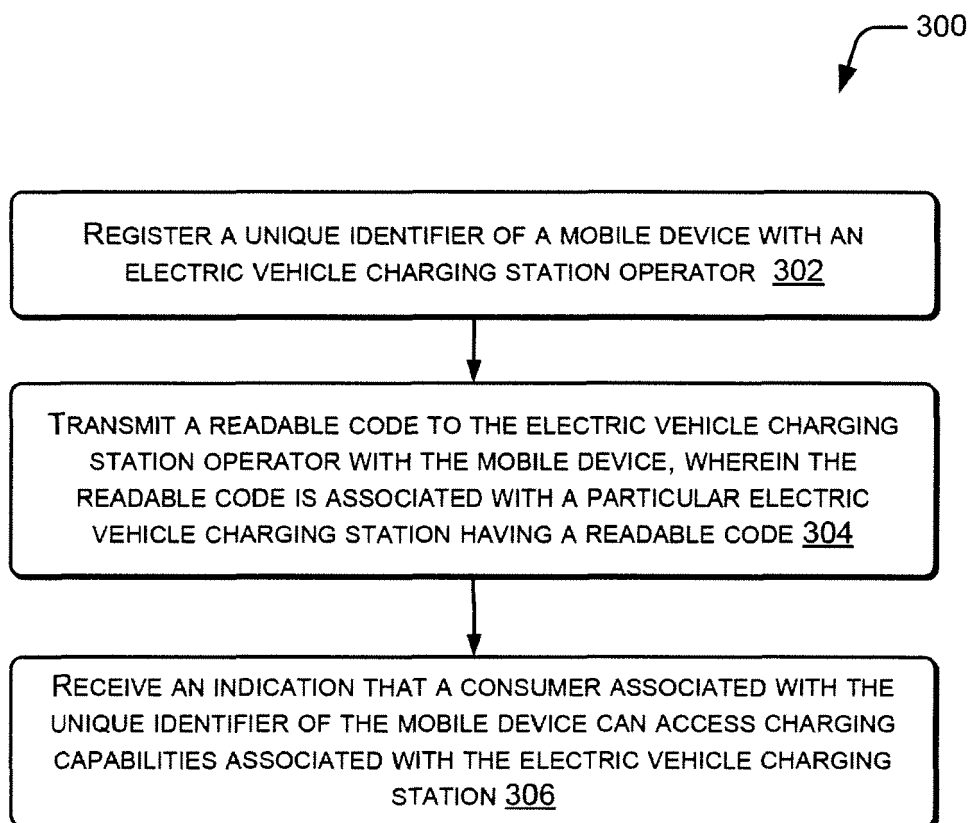 300
REGISTER A UNIQUE IDENTIFIER OF A MOBILE DEVICE WITH AN
ELECTRIC VEHICLE CHARGING STATION OPERATOR 302
TRANSMIT A READABLE CODE TO THE ELECTRIC VEHICLE CHARGING
STATION OPERATOR WITH THE MOBILE DEVICE, WHEREIN THE
READABLE CODE IS ASSOCIATED WITH A PARTICULAR ELECTRIC
VEHICLE CHARGING STATION HAVING A READABLE CODE 304
RECEIVE AN INDICATION THAT A CONSUMER ASSOCIATED WITH THE
UNIQUE IDENTIFIER OF THE MOBILE DEVICE CAN ACCESS CHARGING
CAPABILITIES ASSOCIATED WITH THE ELECTRIC VEHICLE CHARGING
STATION 306